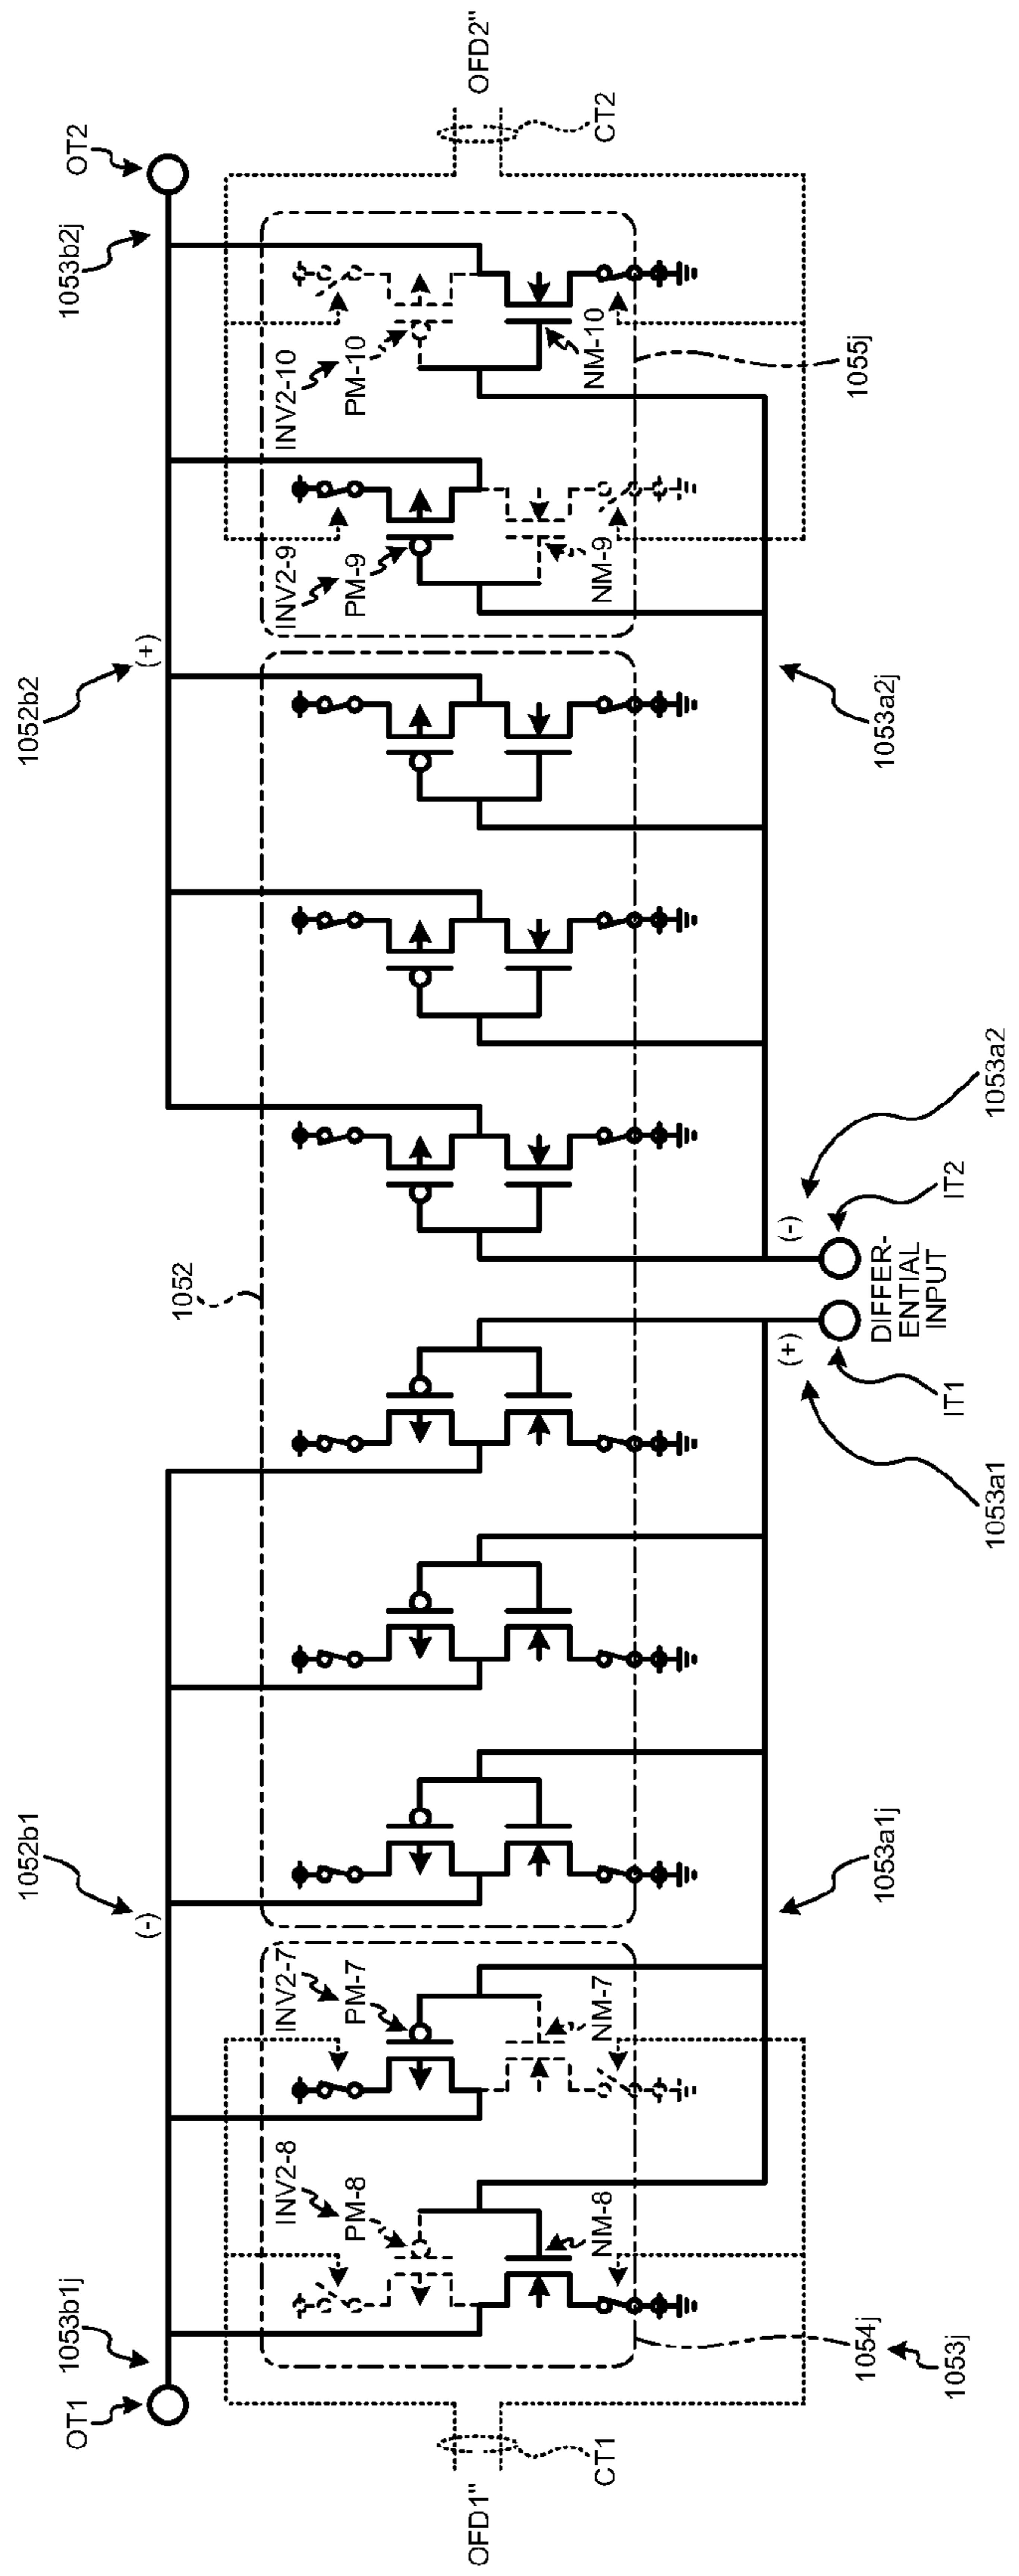 OT1
1053b1j
1052b1
(-)
1052b2
(+)
1053b2j
OT2
1052
INV2-8
PM-8
NM-8
INV2-7
PM-7
NM-7
INV2-9
PM-9
NM-9
INV2-10
PM-10
NM-10
OFD1"
CT1
OFD2"
CT2
1054j
1053j
1053a1j
1053a1
(+)
IT1
DIFFER-
ENTIAL
INPUT
(-)
IT2
1053a2
1053a2j
1055j